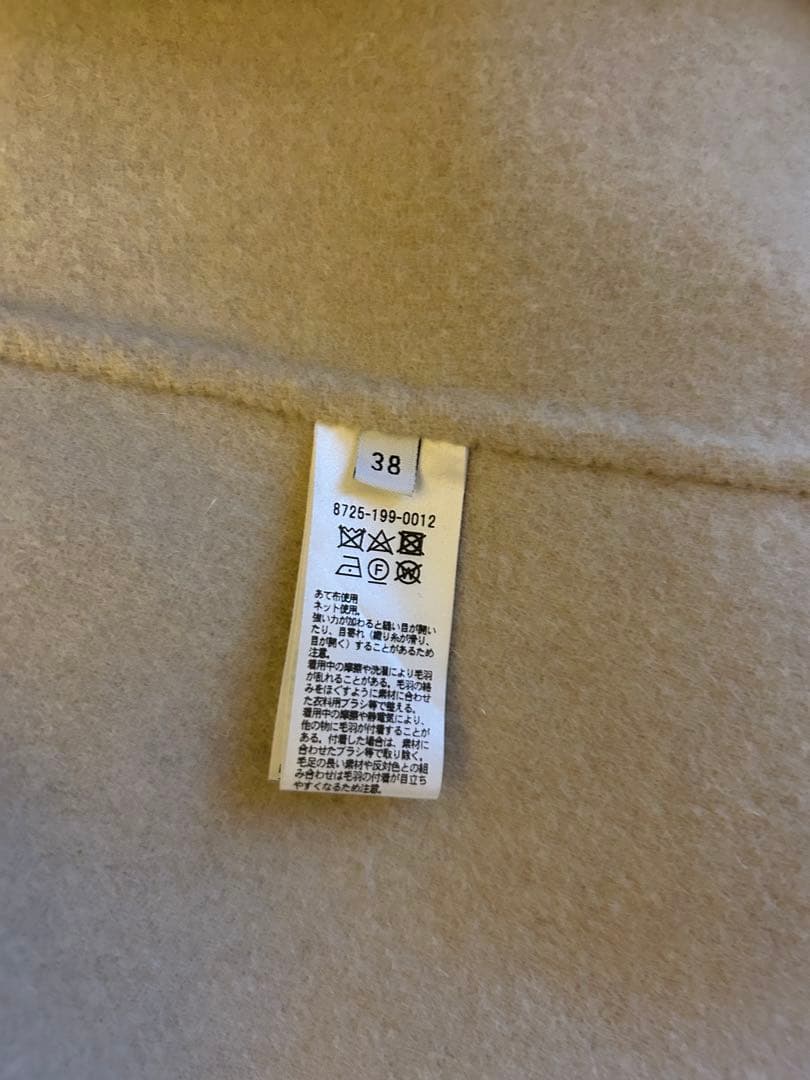 38
8725-199-0012
F W
あて布使用
ネット使用。
強い力が加わると縫い目が開い
たり、目寄れ（織り糸が滑り、
目が開く）することがあるため
注意。
着用中の摩擦や洗濯により毛羽
が乱れることがある。毛羽の絡
みをほぐすように素材に合わせ
た衣料用ブラシ等で整える。
着用中の摩擦や静電気により、
他の物に毛羽が付着することが
ある。付着した場合は、素材に
合わせたブラシ等で取り除く。
毛足の長い素材や反対色との組
み合わせは毛羽の付着が目立ち
やすくなるため注意。